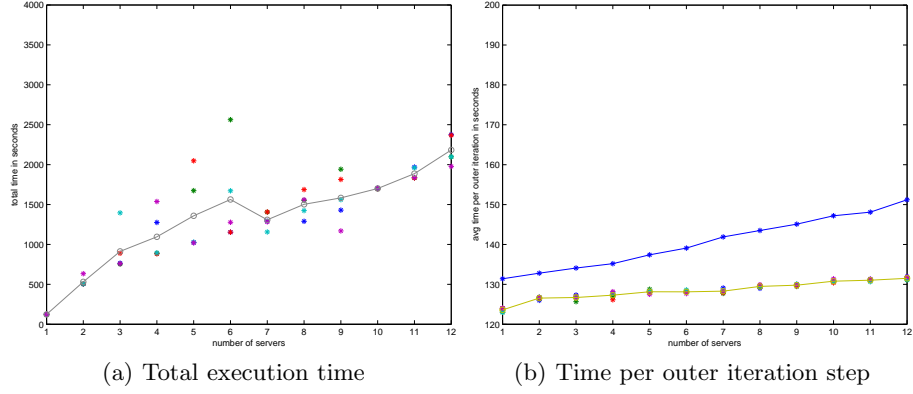 4000
3500
3000
2500
2000
1500
1000
500
0
total time in seconds
1 2 3 4 5 6 7 8 9 10 11 12
number of servers
(a) Total execution time
200
190
180
170
160
150
140
130
120
avg time per outer iteration in seconds
1 2 3 4 5 6 7 8 9 10 11 12
number of servers
(b) Time per outer iteration step